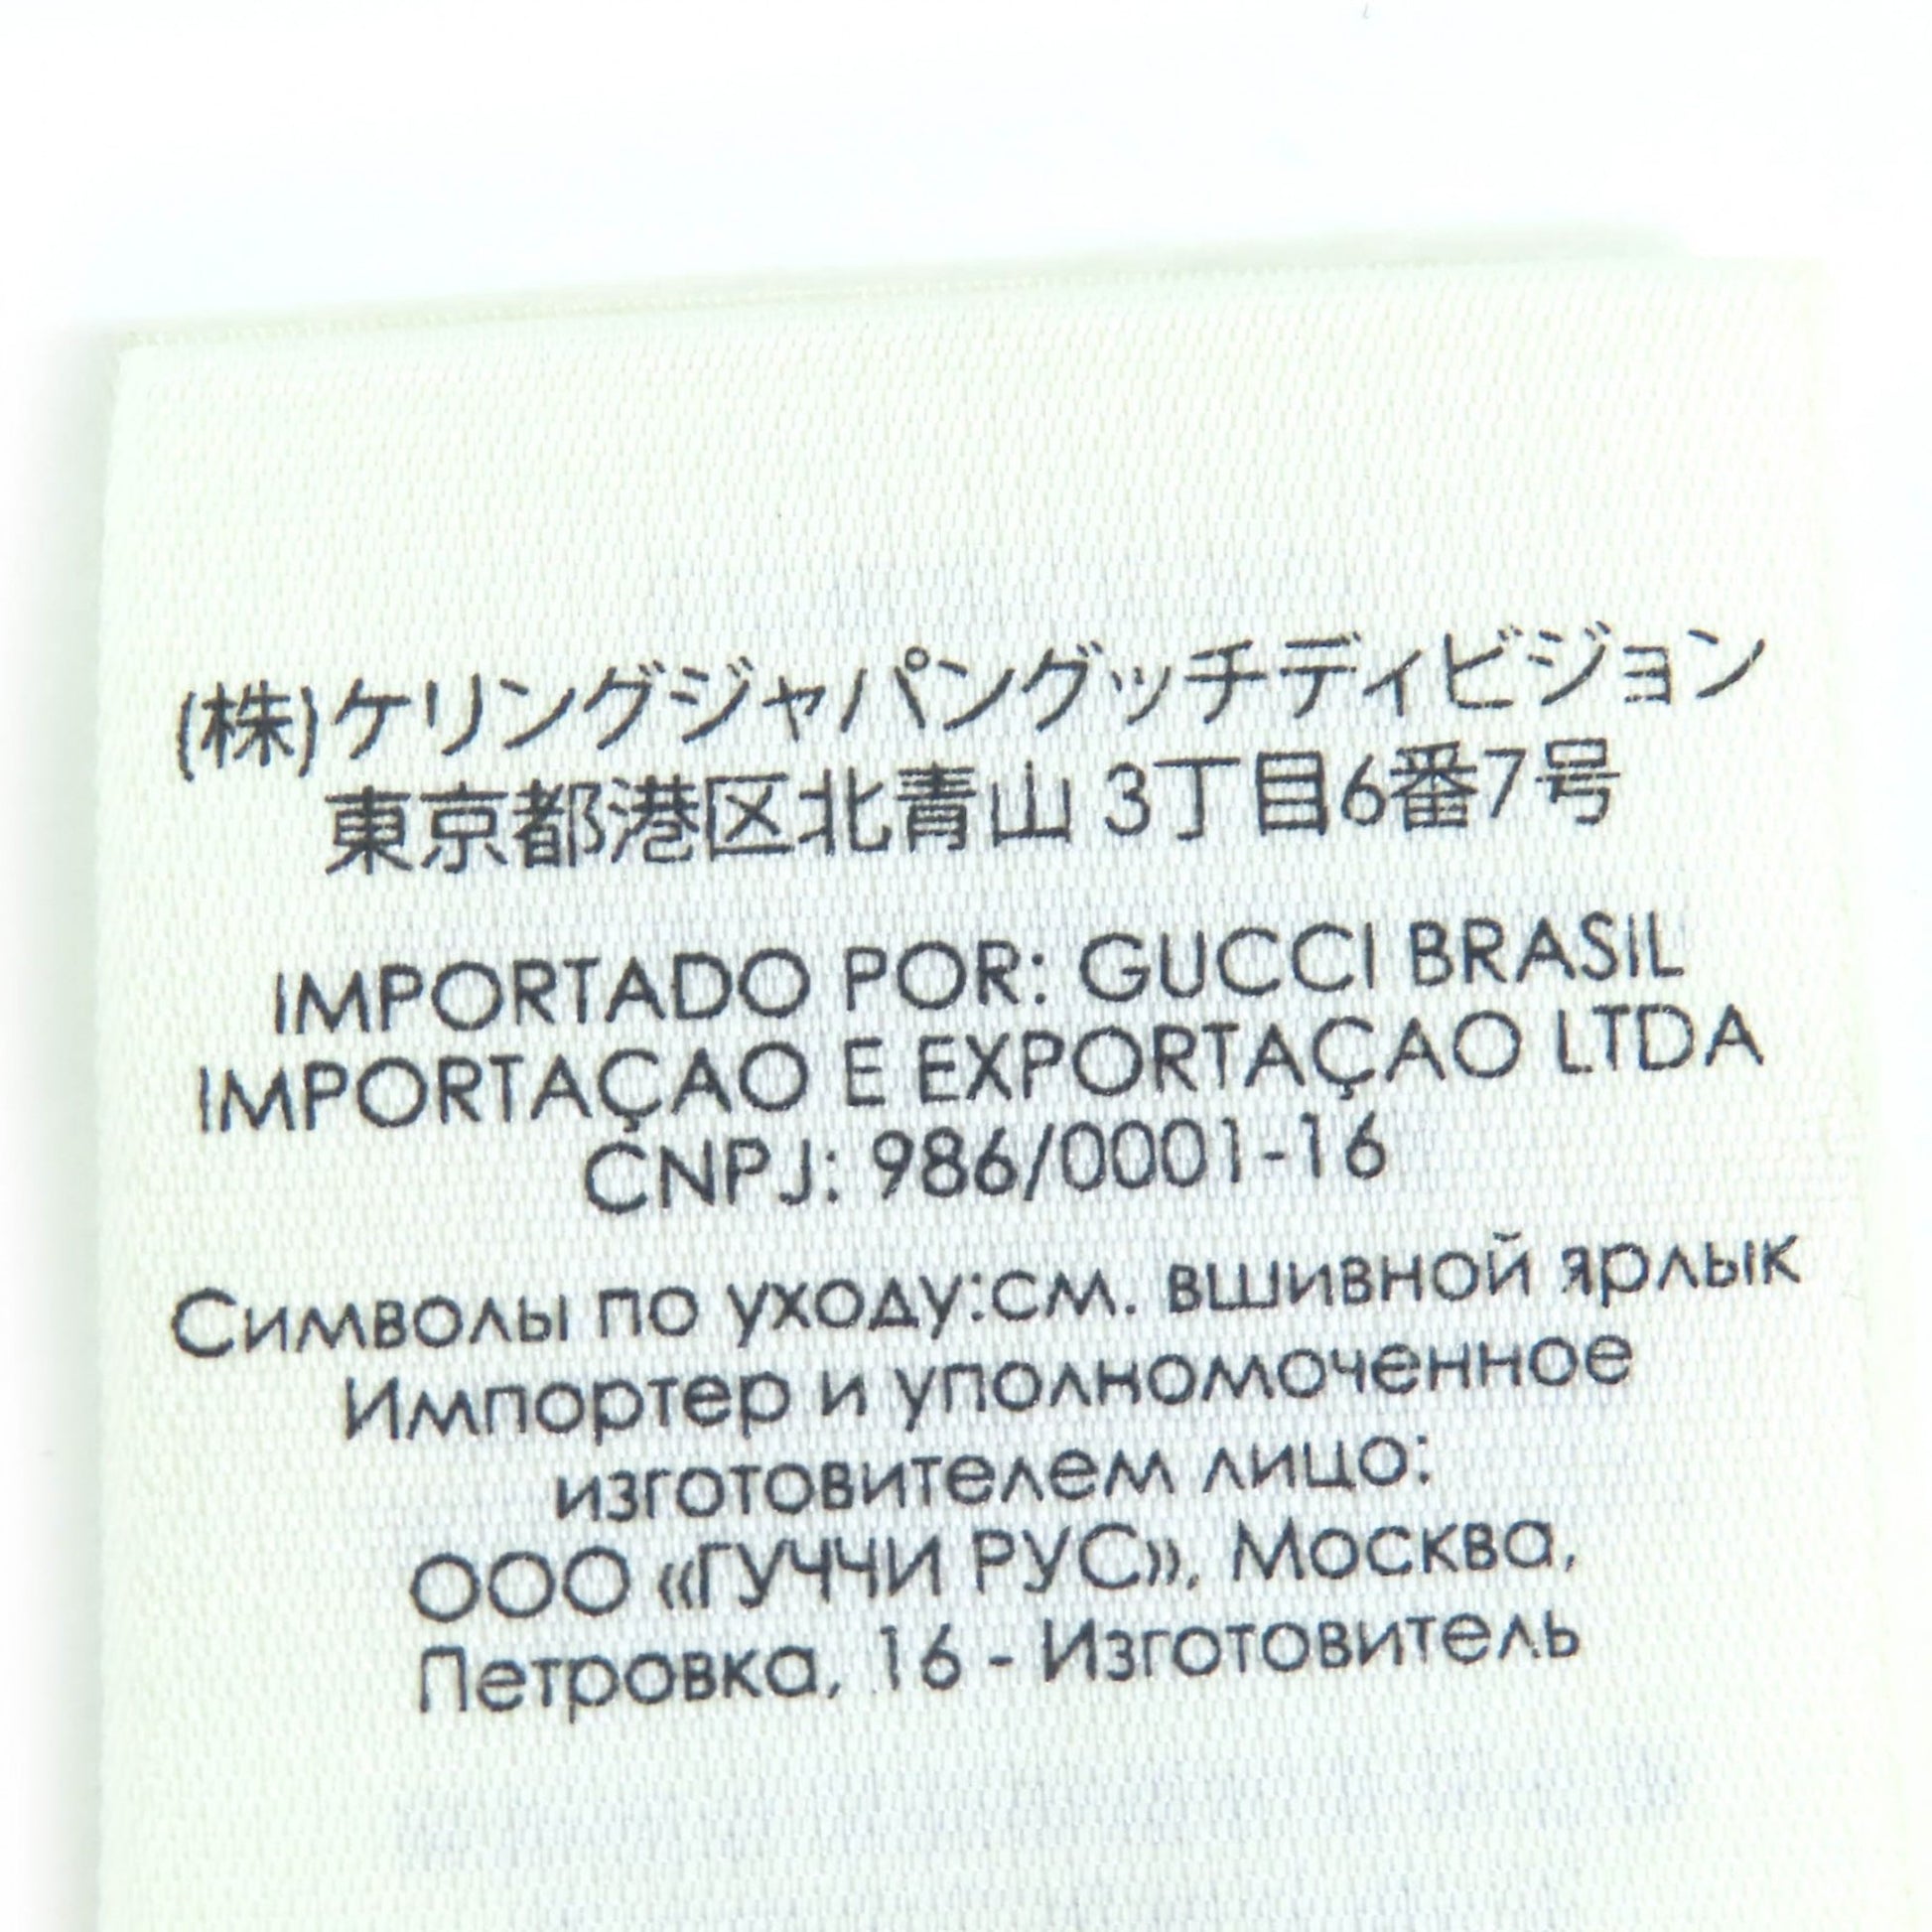 (株)ケリングジャパングッチディビジョン
東京都港区北青山 3丁目6番7号
IMPORTADO POR: GUCCI BRASIL
IMPORTAÇAO E EXPORTAÇAO LTDA
CNPJ: 986/0001-16
Символы по уходу:см. вшивной ярлык
Импортер и уполномоченное
изготовителем лицо:
ООО «ГУЧЧИ РУС», Москва,
Петровка, 16 - Изготовитель